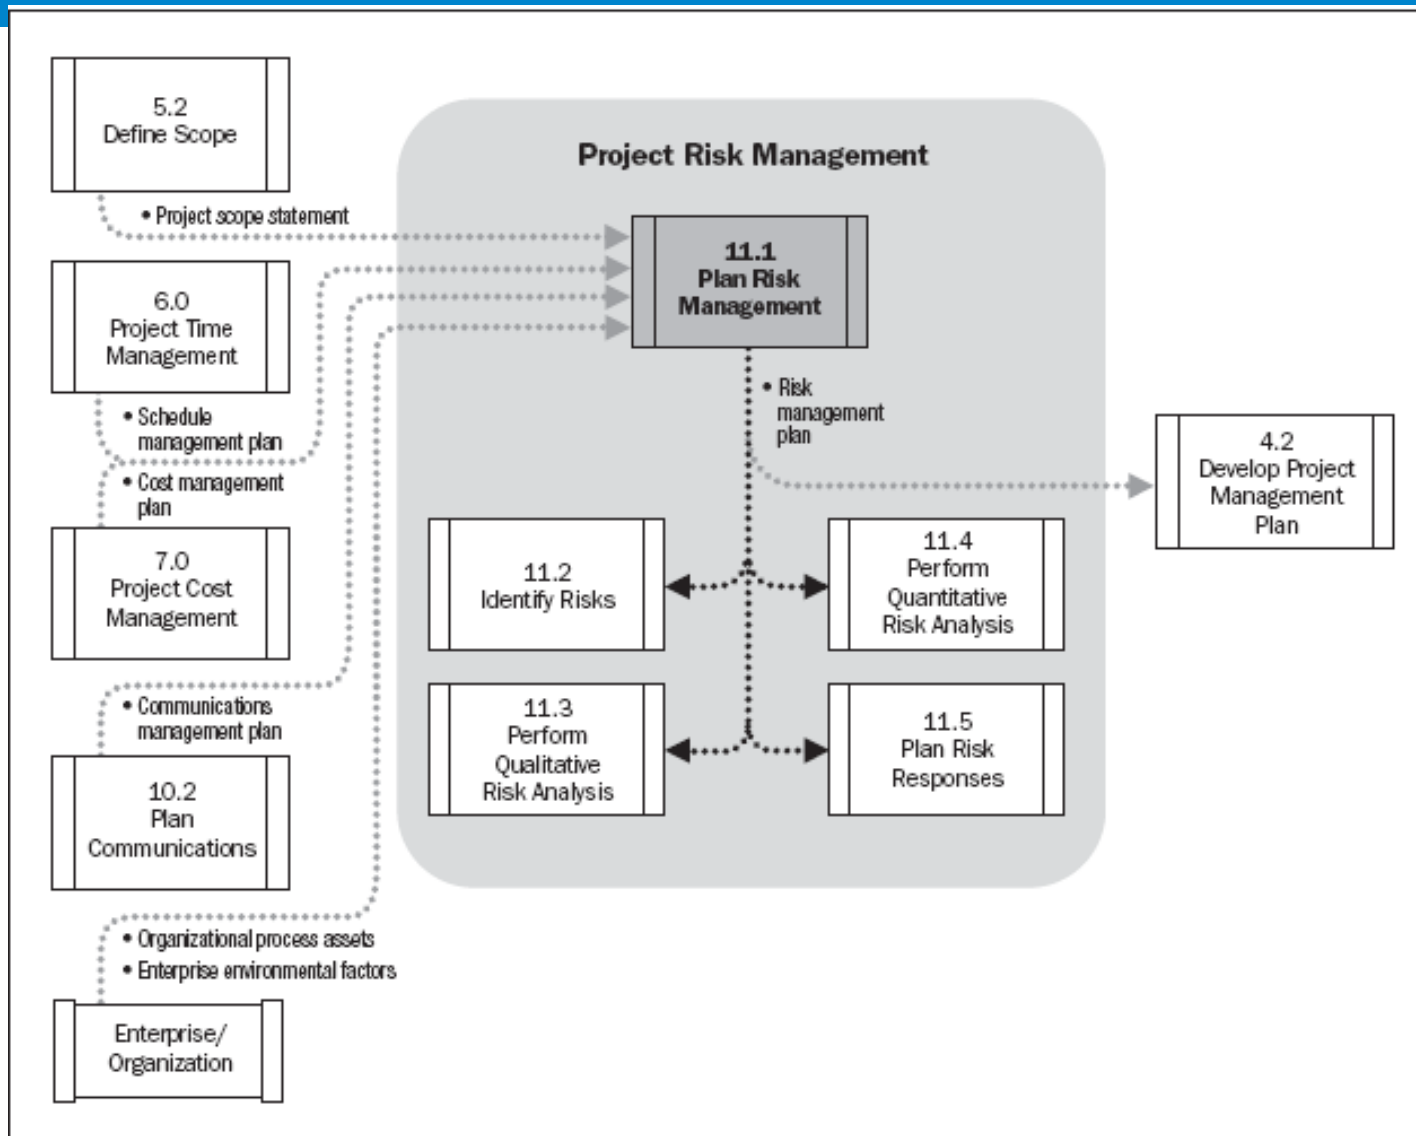 5.2
Define Scope
• Project scope statement
6.0
Project Time
Management
• Schedule
management plan
• Cost management
plan
7.0
Project Cost
Management
• Communications
management plan
10.2
Plan
Communications
• Organizational process assets
• Enterprise environmental factors
Enterprise/
Organization
Project Risk Management
11.1
Plan Risk
Management
• Risk
management
plan
11.2
Identify Risks
11.4
Perform
Quantitative
Risk Analysis
11.3
Perform
Qualitative
Risk Analysis
11.5
Plan Risk
Responses
4.2
Develop Project
Management
Plan